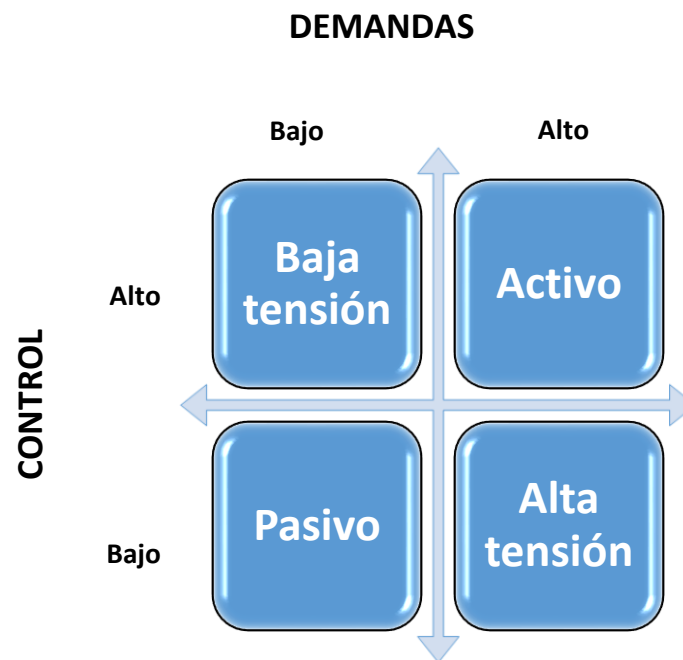 DEMANDAS
Bajo
Alto
Alto
Baja
tensión
Activo
CONTROL
Bajo
Pasivo
Alta
tensión